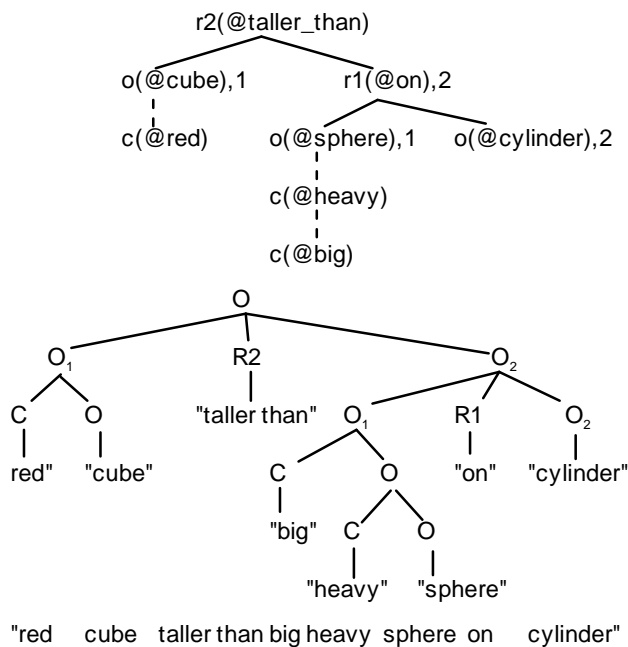 r2(@taller_than)
o(@cube),1 r1(@on),2
c(@red) o(@sphere),1 o(@cylinder),2
c(@heavy)
c(@big)
O
O1 R2 O2
C O "taller than" O1 R1 O2
red" "cube" C O "on" "cylinder"
"big" C O
"heavy" "sphere"
"red cube taller than big heavy sphere on cylinder"